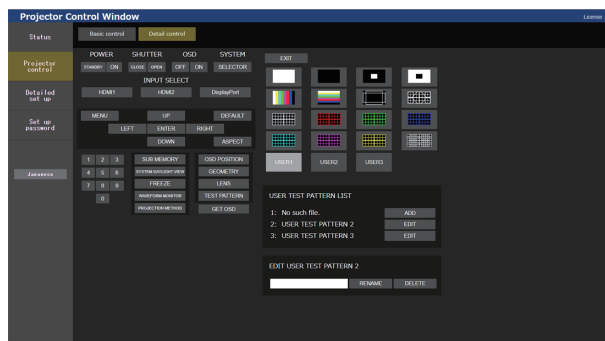 Projector Control Window
License
Status
Projector
control
Detailed
set up
Set up
password
Japanese
Basic control
Detail control
POWER SHUTTER OSD SYSTEM
STANDBY ON CLOSE OPEN OFF ON SELECTOR
INPUT SELECT
HDMI1 HDMI2 DisplayPort
MENU UP DEFAULT
LEFT ENTER RIGHT
DOWN ASPECT
1 2 3 SUB MEMORY OSD POSITION
4 5 6 SYSTEM DAYLIGHT VIEW GEOMETRY
7 8 9 FREEZE LENS
0 WAVEFORM MONITOR TEST PATTERN
PROJECTION METHOD GET OSD
EXIT
USER1 USER2 USER3
USER TEST PATTERN LIST
1: No such file. ADD
2: USER TEST PATTERN 2 EDIT
3: USER TEST PATTERN 3 EDIT
EDIT USER TEST PATTERN 2
RENAME DELETE